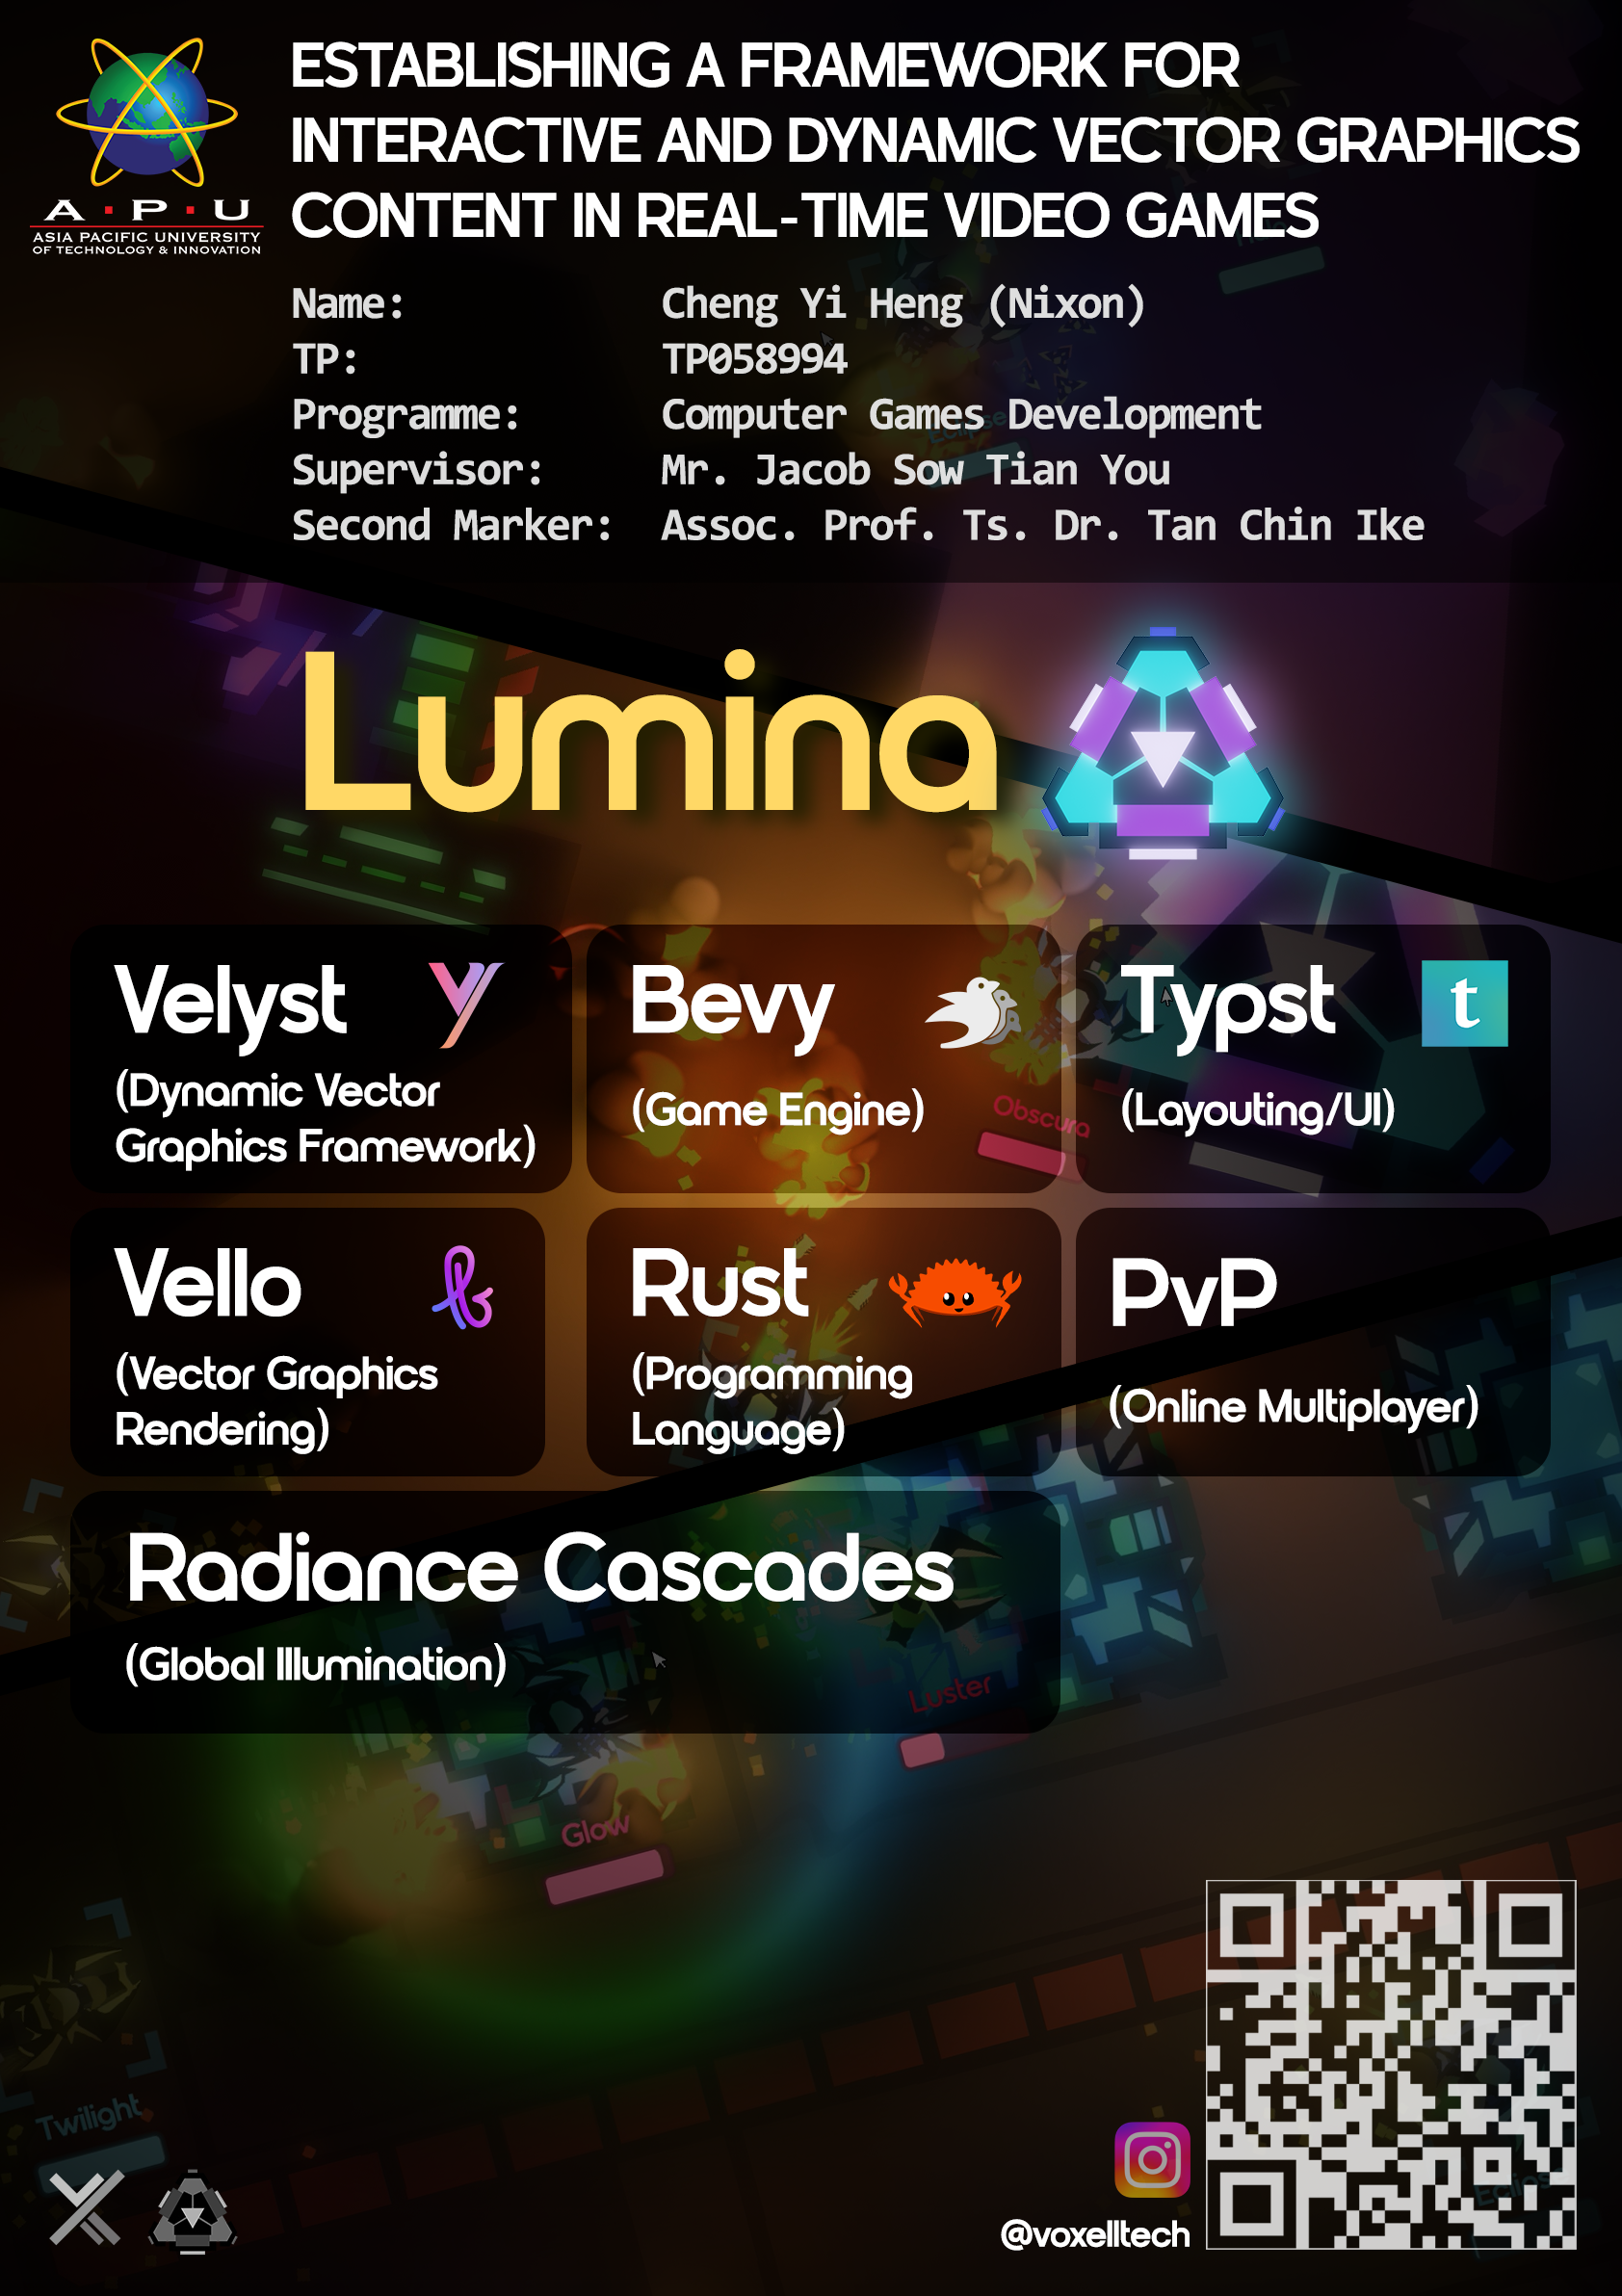 ESTABLISHING A FRAMEWORK FOR
INTERACTIVE AND DYNAMIC VECTOR GRAPHICS
CONTENT IN REAL-TIME VIDEO GAMES
A · P · U
ASIA PACIFIC UNIVERSITY
OF TECHNOLOGY & INNOVATION
Name: Cheng Yi Heng (Nixon)
TP: TP058994
Programme: Computer Games Development
Supervisor: Mr. Jacob Sow Tian You
Second Marker: Assoc. Prof. Ts. Dr. Tan Chin Ike
Eclipse
Lumina
Velyst
(Dynamic Vector
Graphics Framework)
Bevy
(Game Engine)
Obscura
Typst
t
(Layouting/UI)
Vello
(Vector Graphics
Rendering)
Rust
(Programming
Language)
PvP
(Online Multiplayer)
Radiance Cascades
(Global Illumination)
Luster
Glow
Twilight
Eclipse
@voxelltech